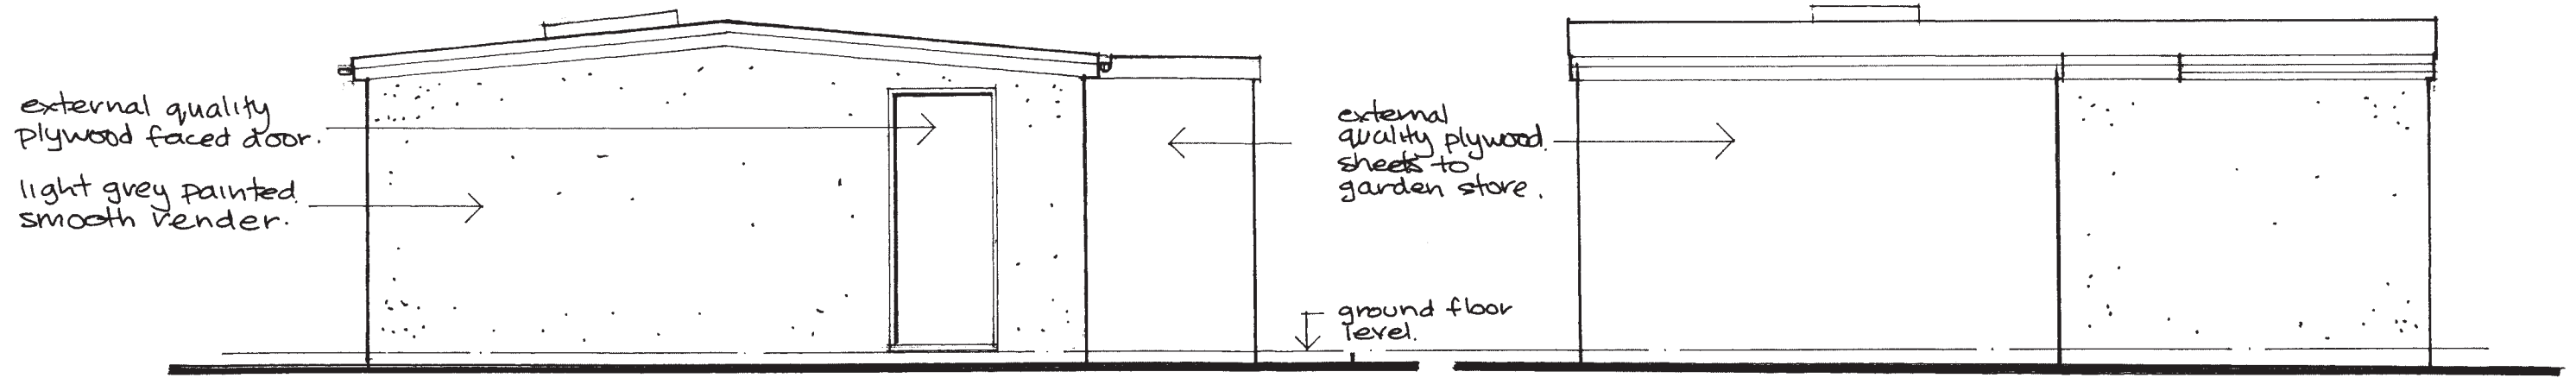 external quality
plywood faced door.
light grey painted
smooth render.
external
quality plywood
sheets to
garden store.
ground floor
level.